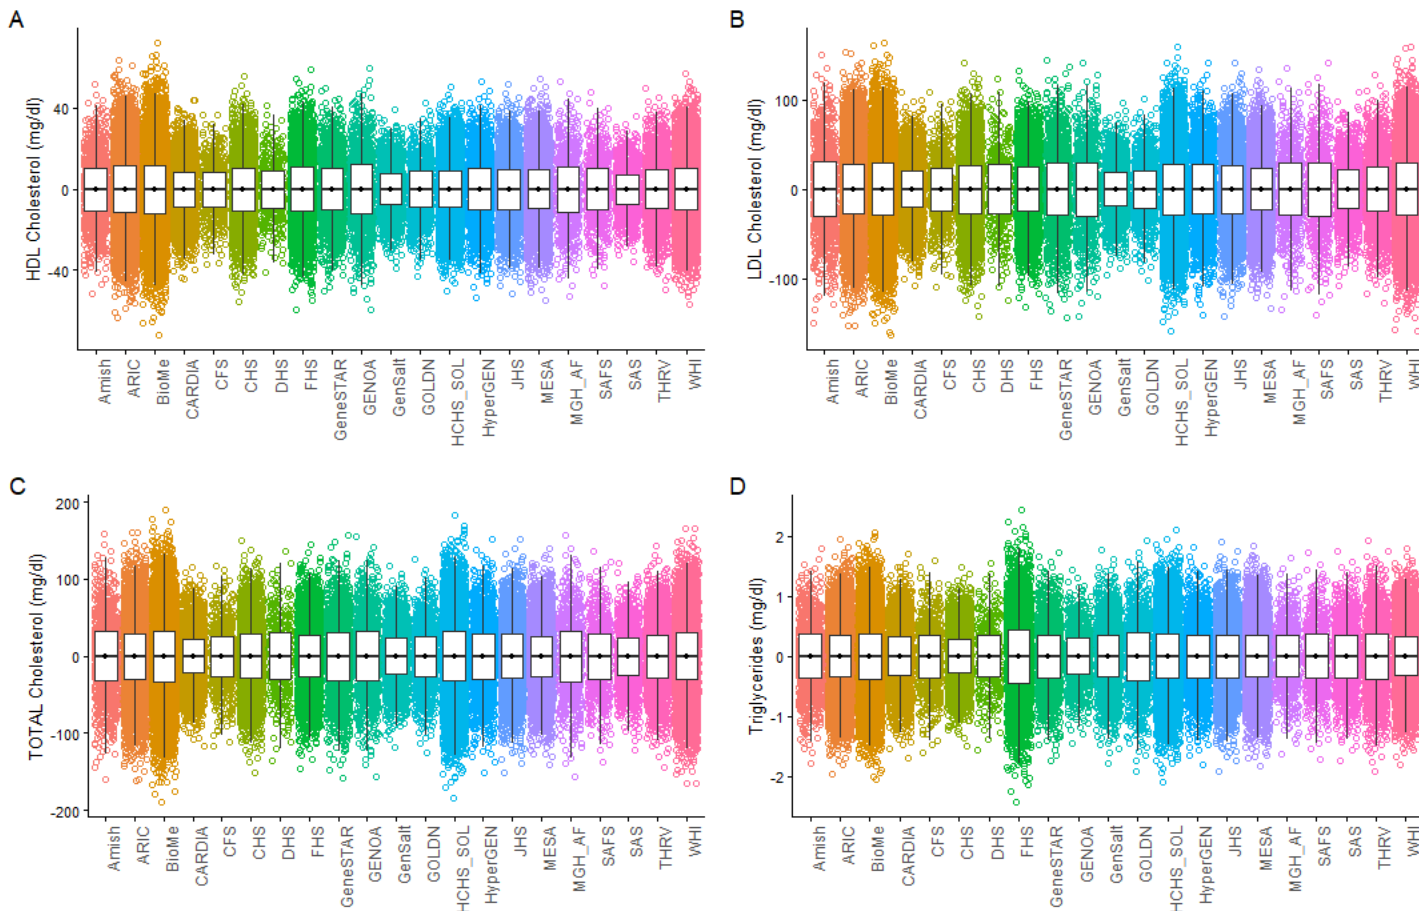 A
HDL Cholesterol (mg/dl)
40
0
-40
Amish
ARIC
BioMe
CARDIA
CFS
CHS
DHS
FHS
GeneSTAR
GENOA
GenSalt
GOLDN
HCHS_SOL
HyperGEN
JHS
MESA
MGH_AF
SAFS
SAS
THRV
WHI
B
LDL Cholesterol (mg/dl)
100
0
-100
Amish
ARIC
BioMe
CARDIA
CFS
CHS
DHS
FHS
GeneSTAR
GENOA
GenSalt
GOLDN
HCHS_SOL
HyperGEN
JHS
MESA
MGH_AF
SAFS
SAS
THRV
WHI
C
TOTAL Cholesterol (mg/dl)
200
100
0
-100
-200
Amish
ARIC
BioMe
CARDIA
CFS
CHS
DHS
FHS
GeneSTAR
GENOA
GenSalt
GOLDN
HCHS_SOL
HyperGEN
JHS
MESA
MGH_AF
SAFS
SAS
THRV
WHI
D
Triglycerides (mg/dl)
2
1
0
-1
-2
Amish
ARIC
BioMe
CARDIA
CFS
CHS
DHS
FHS
GeneSTAR
GENOA
GenSalt
GOLDN
HCHS_SOL
HyperGEN
JHS
MESA
MGH_AF
SAFS
SAS
THRV
WHI